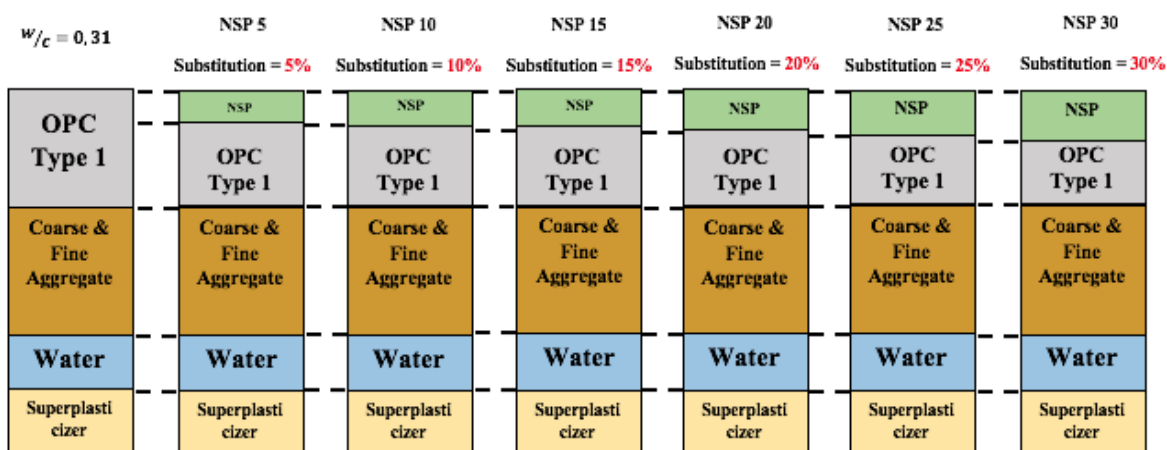 w/c = 0,31
NSP 5
Substitution = 5%
NSP 10
Substitution = 10%
NSP 15
Substitution = 15%
NSP 20
Substitution = 20%
NSP 25
Substitution = 25%
NSP 30
Substitution = 30%
OPC
Type 1
Coarse &
Fine
Aggregate
Water
Superplasti
cizer
NSP
OPC
Type 1
Coarse &
Fine
Aggregate
Water
Superplasti
cizer
NSP
OPC
Type 1
Coarse &
Fine
Aggregate
Water
Superplasti
cizer
NSP
OPC
Type 1
Coarse &
Fine
Aggregate
Water
Superplasti
cizer
NSP
OPC
Type 1
Coarse &
Fine
Aggregate
Water
Superplasti
cizer
NSP
OPC
Type 1
Coarse &
Fine
Aggregate
Water
Superplasti
cizer
NSP
OPC
Type 1
Coarse &
Fine
Aggregate
Water
Superplasti
cizer